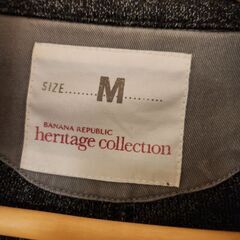 SIZE.........M
BANANA REPUBLIC
heritage collection